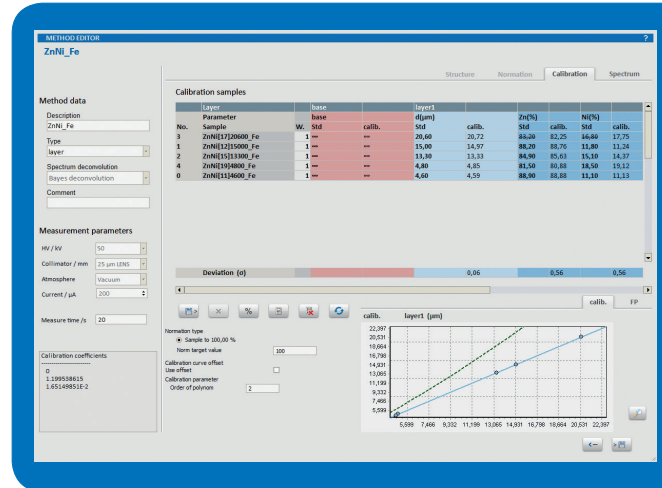 METHOD EDITOR ?
ZnNi_Fe
Structure Normation Calibration Spectrum
Calibration samples
Layer base layer1
Parameter base d(µm) Zn(%) Ni(%)
No. Sample W. Std calib. Std calib. Std calib. Std calib.
3 ZnNi[17]20600_Fe 1 --- --- 20,60 20,72 83,20 82,25 16,80 17,75
1 ZnNi[12]15000_Fe 1 --- --- 15,00 14,97 88,20 88,76 11,80 11,24
2 ZnNi[15]13300_Fe 1 --- --- 13,30 13,33 84,90 85,63 15,10 14,37
4 ZnNi[19]4800_Fe 1 --- --- 4,80 4,85 81,50 80,88 18,50 19,12
0 ZnNi[11]4600_Fe 1 --- --- 4,60 4,59 88,90 88,88 11,10 11,13
Deviation (σ) 0,06 0,56 0,56
Method data
Description
ZnNi_Fe
Type
layer
Spectrum deconvolution
Bayes deconvolution
Comment
Measurement parameters
HV / kV 50
Collimator / mm 25 µm LENS
Atmosphere Vacuum
Current / µA 200
Measure time /s 20
Calibration coefficients
0
1.199538615
1.65149851E-2
%
Normation type
Sample to 100,00 %
Norm target value 100
Calibration curve offset
Use offset
Calibration parameter
Order of polynom 2
calib. FP
calib. layer1 (µm)
22,397
20,531
18,664
16,798
14,931
13,065
11,199
9,332
7,466
5,599
5,599 7,466 9,332 11,199 13,065 14,931 16,798 18,664 20,531 22,397